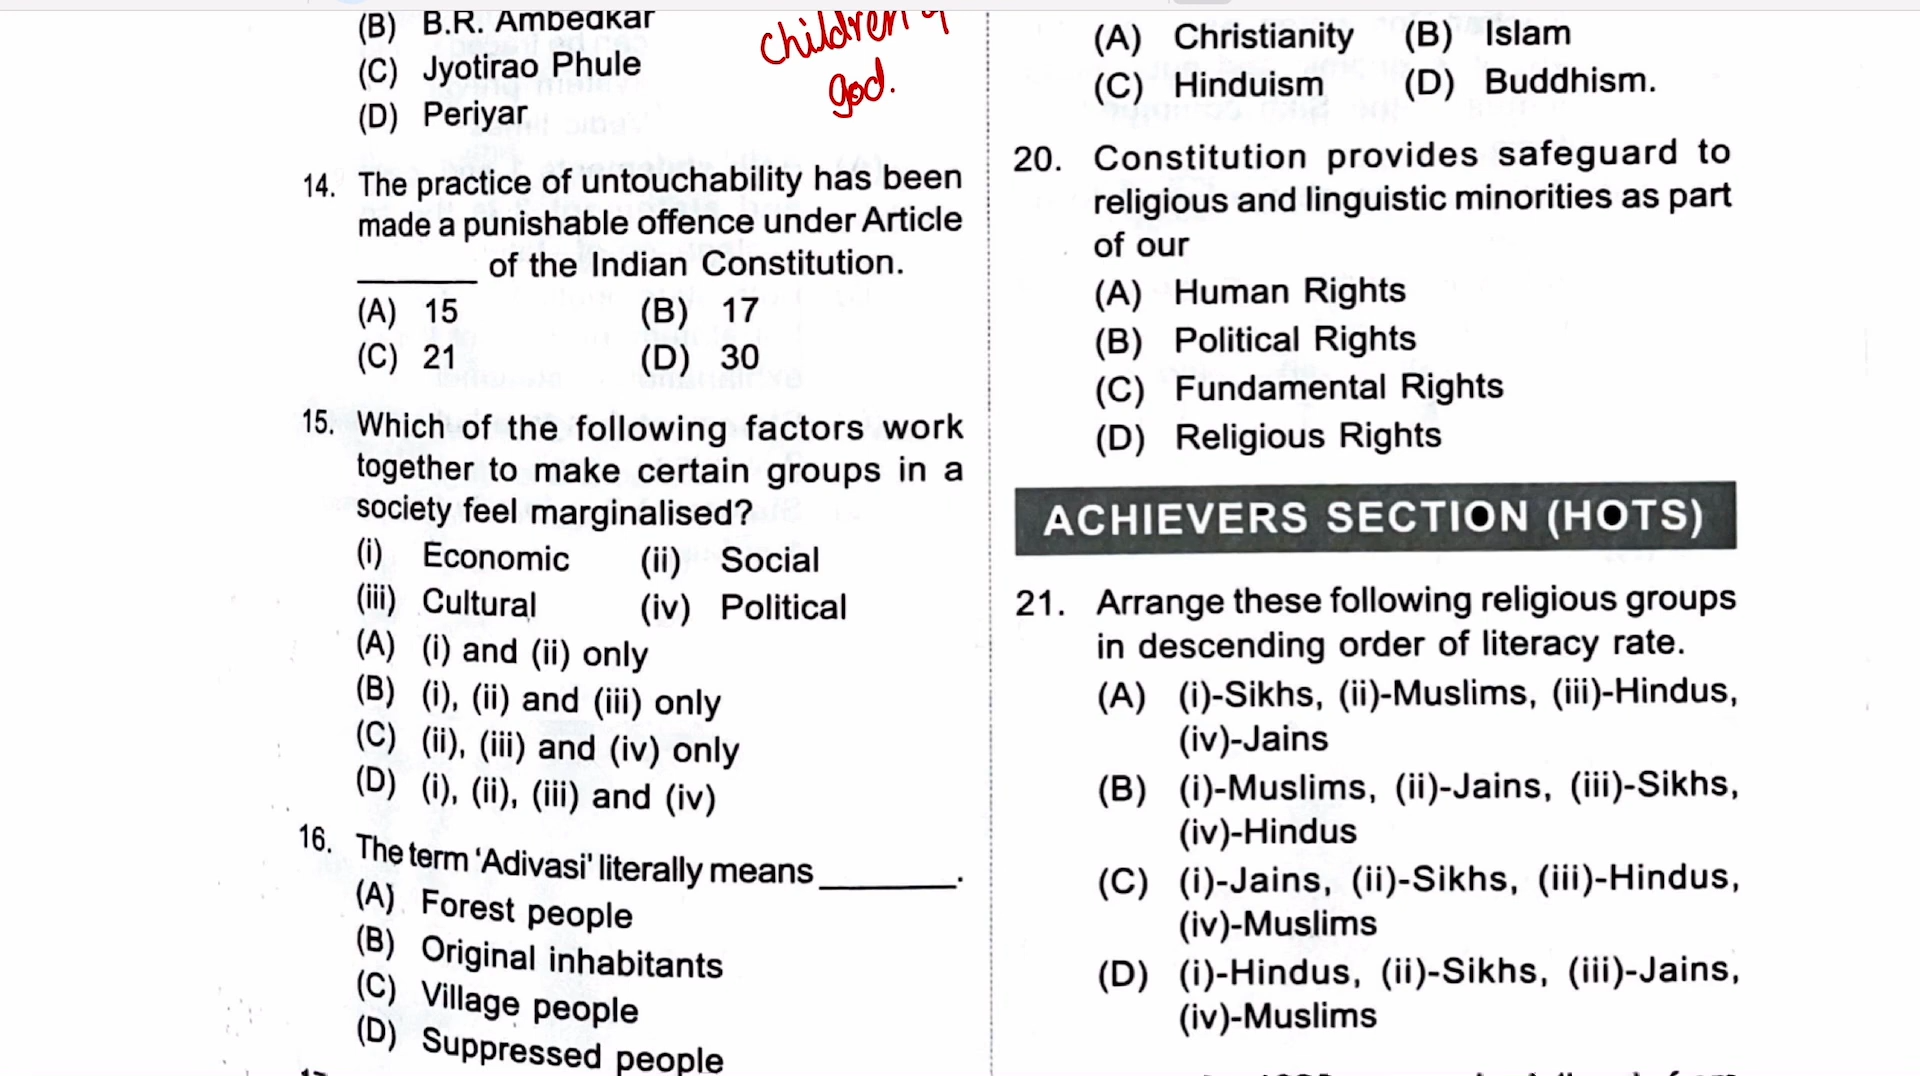 (B) B.R. Ambedkar
(C) Jyotirao Phule
(D) Periyar
children of
god.
14. The practice of untouchability has been
made a punishable offence under Article
_______ of the Indian Constitution.
(A) 15 (B) 17
(C) 21 (D) 30
15. Which of the following factors work
together to make certain groups in a
society feel marginalised?
(i) Economic (ii) Social
(iii) Cultural (iv) Political
(A) (i) and (ii) only
(B) (i), (ii) and (iii) only
(C) (ii), (iii) and (iv) only
(D) (i), (ii), (iii) and (iv)
16. The term 'Adivasi' literally means ________.
(A) Forest people
(B) Original inhabitants
(C) Village people
(D) Suppressed people
(A) Christianity (B) Islam
(C) Hinduism (D) Buddhism.
20. Constitution provides safeguard to
religious and linguistic minorities as part
of our
(A) Human Rights
(B) Political Rights
(C) Fundamental Rights
(D) Religious Rights
ACHIEVERS SECTION (HOTS)
21. Arrange these following religious groups
in descending order of literacy rate.
(A) (i)-Sikhs, (ii)-Muslims, (iii)-Hindus,
(iv)-Jains
(B) (i)-Muslims, (ii)-Jains, (iii)-Sikhs,
(iv)-Hindus
(C) (i)-Jains, (ii)-Sikhs, (iii)-Hindus,
(iv)-Muslims
(D) (i)-Hindus, (ii)-Sikhs, (iii)-Jains,
(iv)-Muslims